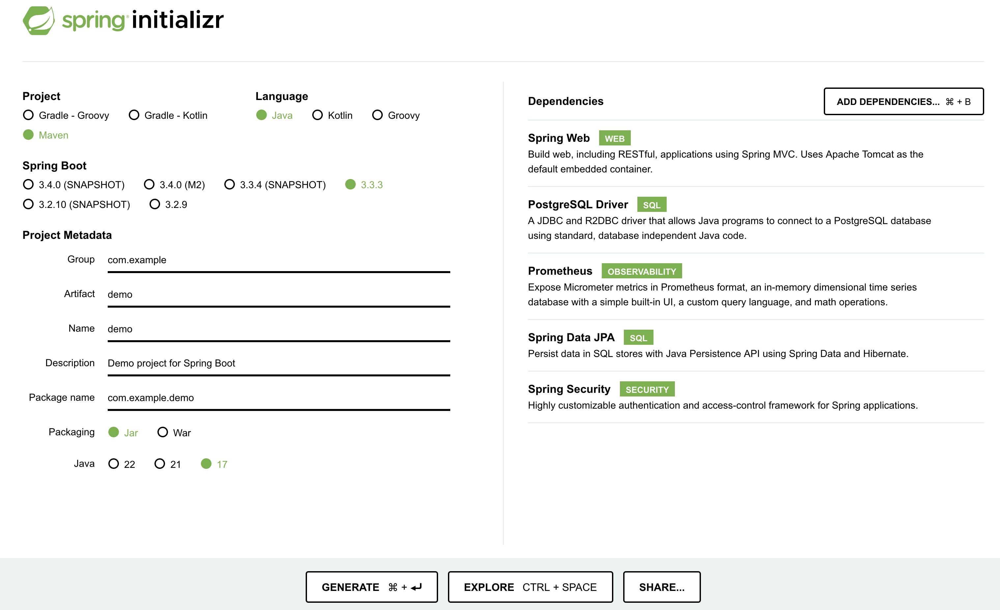 spring® initializr
Project
Gradle - Groovy Gradle - Kotlin
Maven
Language
Java Kotlin Groovy
Spring Boot
3.4.0 (SNAPSHOT) 3.4.0 (M2) 3.3.4 (SNAPSHOT) 3.3.3
3.2.10 (SNAPSHOT) 3.2.9
Project Metadata
Group com.example
Artifact demo
Name demo
Description Demo project for Spring Boot
Package name com.example.demo
Packaging Jar War
Java 22 21 17
Dependencies
ADD DEPENDENCIES... ⌘ + B
Spring Web WEB
Build web, including RESTful, applications using Spring MVC. Uses Apache Tomcat as the
default embedded container.
PostgreSQL Driver SQL
A JDBC and R2DBC driver that allows Java programs to connect to a PostgreSQL database
using standard, database independent Java code.
Prometheus OBSERVABILITY
Expose Micrometer metrics in Prometheus format, an in-memory dimensional time series
database with a simple built-in UI, a custom query language, and math operations.
Spring Data JPA SQL
Persist data in SQL stores with Java Persistence API using Spring Data and Hibernate.
Spring Security SECURITY
Highly customizable authentication and access-control framework for Spring applications.
GENERATE ⌘ + ↵
EXPLORE CTRL + SPACE
SHARE...